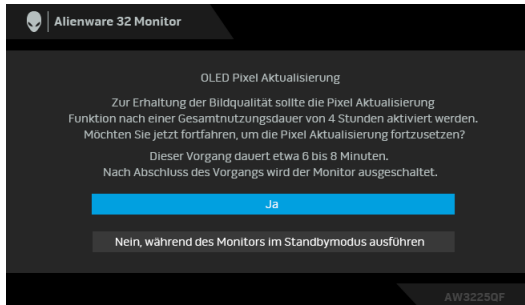 Alienware 32 Monitor
OLED Pixel Aktualisierung
Zur Erhaltung der Bildqualität sollte die Pixel Aktualisierung
Funktion nach einer Gesamtnutzungsdauer von 4 Stunden aktiviert werden.
Möchten Sie jetzt fortfahren, um die Pixel Aktualisierung fortzusetzen?
Dieser Vorgang dauert etwa 6 bis 8 Minuten.
Nach Abschluss des Vorgangs wird der Monitor ausgeschaltet.
Ja
Nein, während des Monitors im Standbymodus ausführen
AW3225QF